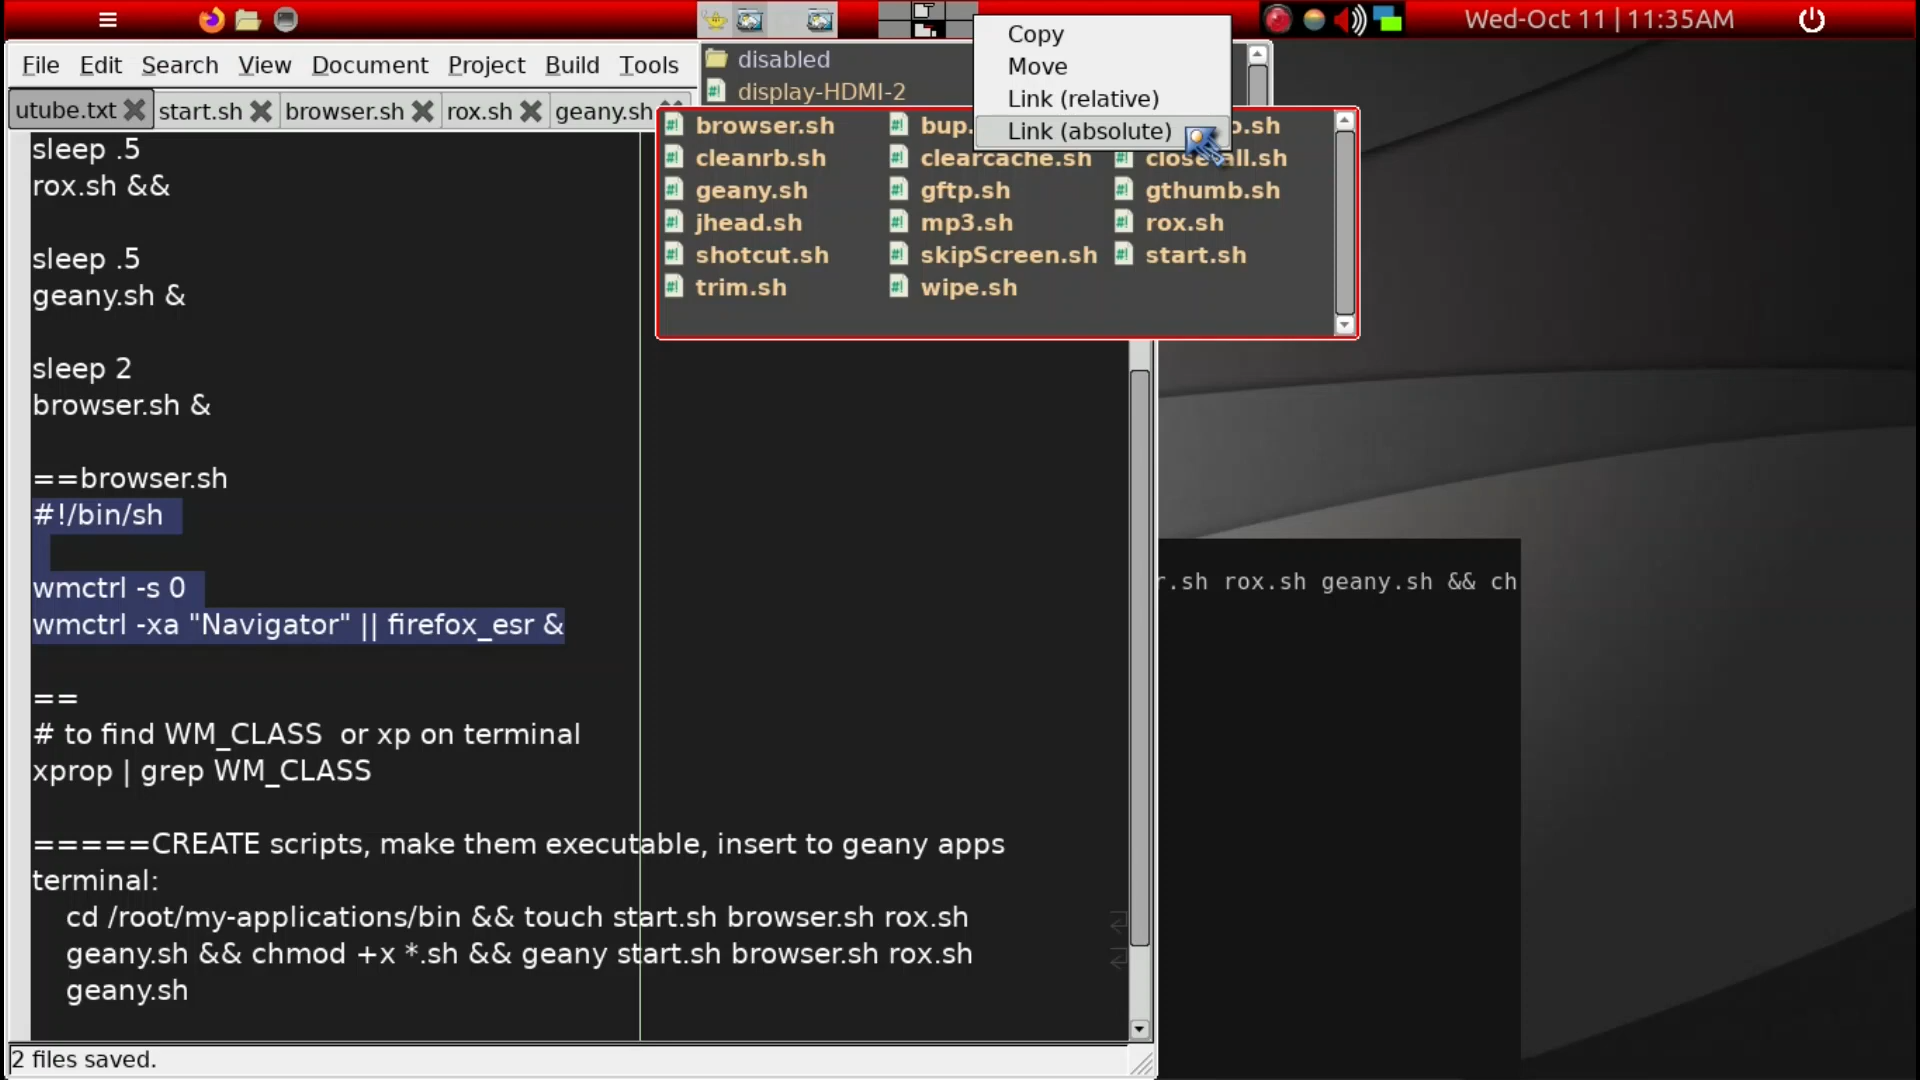 Wed-Oct 11 | 11:35AM
File Edit Search View Document Project Build Tools
utube.txt start.sh browser.sh rox.sh geany.sh
sleep .5
rox.sh &&
sleep .5
geany.sh &
sleep 2
browser.sh &
==browser.sh
#!/bin/sh
wmctrl -s 0
wmctrl -xa "Navigator" || firefox_esr &
==
# to find WM_CLASS  or xp on terminal
xprop | grep WM_CLASS
=====CREATE scripts, make them executable, insert to geany apps
terminal:
cd /root/my-applications/bin && touch start.sh browser.sh rox.sh
geany.sh && chmod +x *.sh && geany start.sh browser.sh rox.sh
geany.sh
2 files saved.
disabled
display-HDMI-2
Copy
Move
Link (relative)
Link (absolute)
browser.sh bup.
cleanrb.sh clearcache.sh
geany.sh gftp.sh gthumb.sh
jhead.sh mp3.sh rox.sh
shotcut.sh skipScreen.sh start.sh
trim.sh wipe.sh
r.sh rox.sh geany.sh && ch